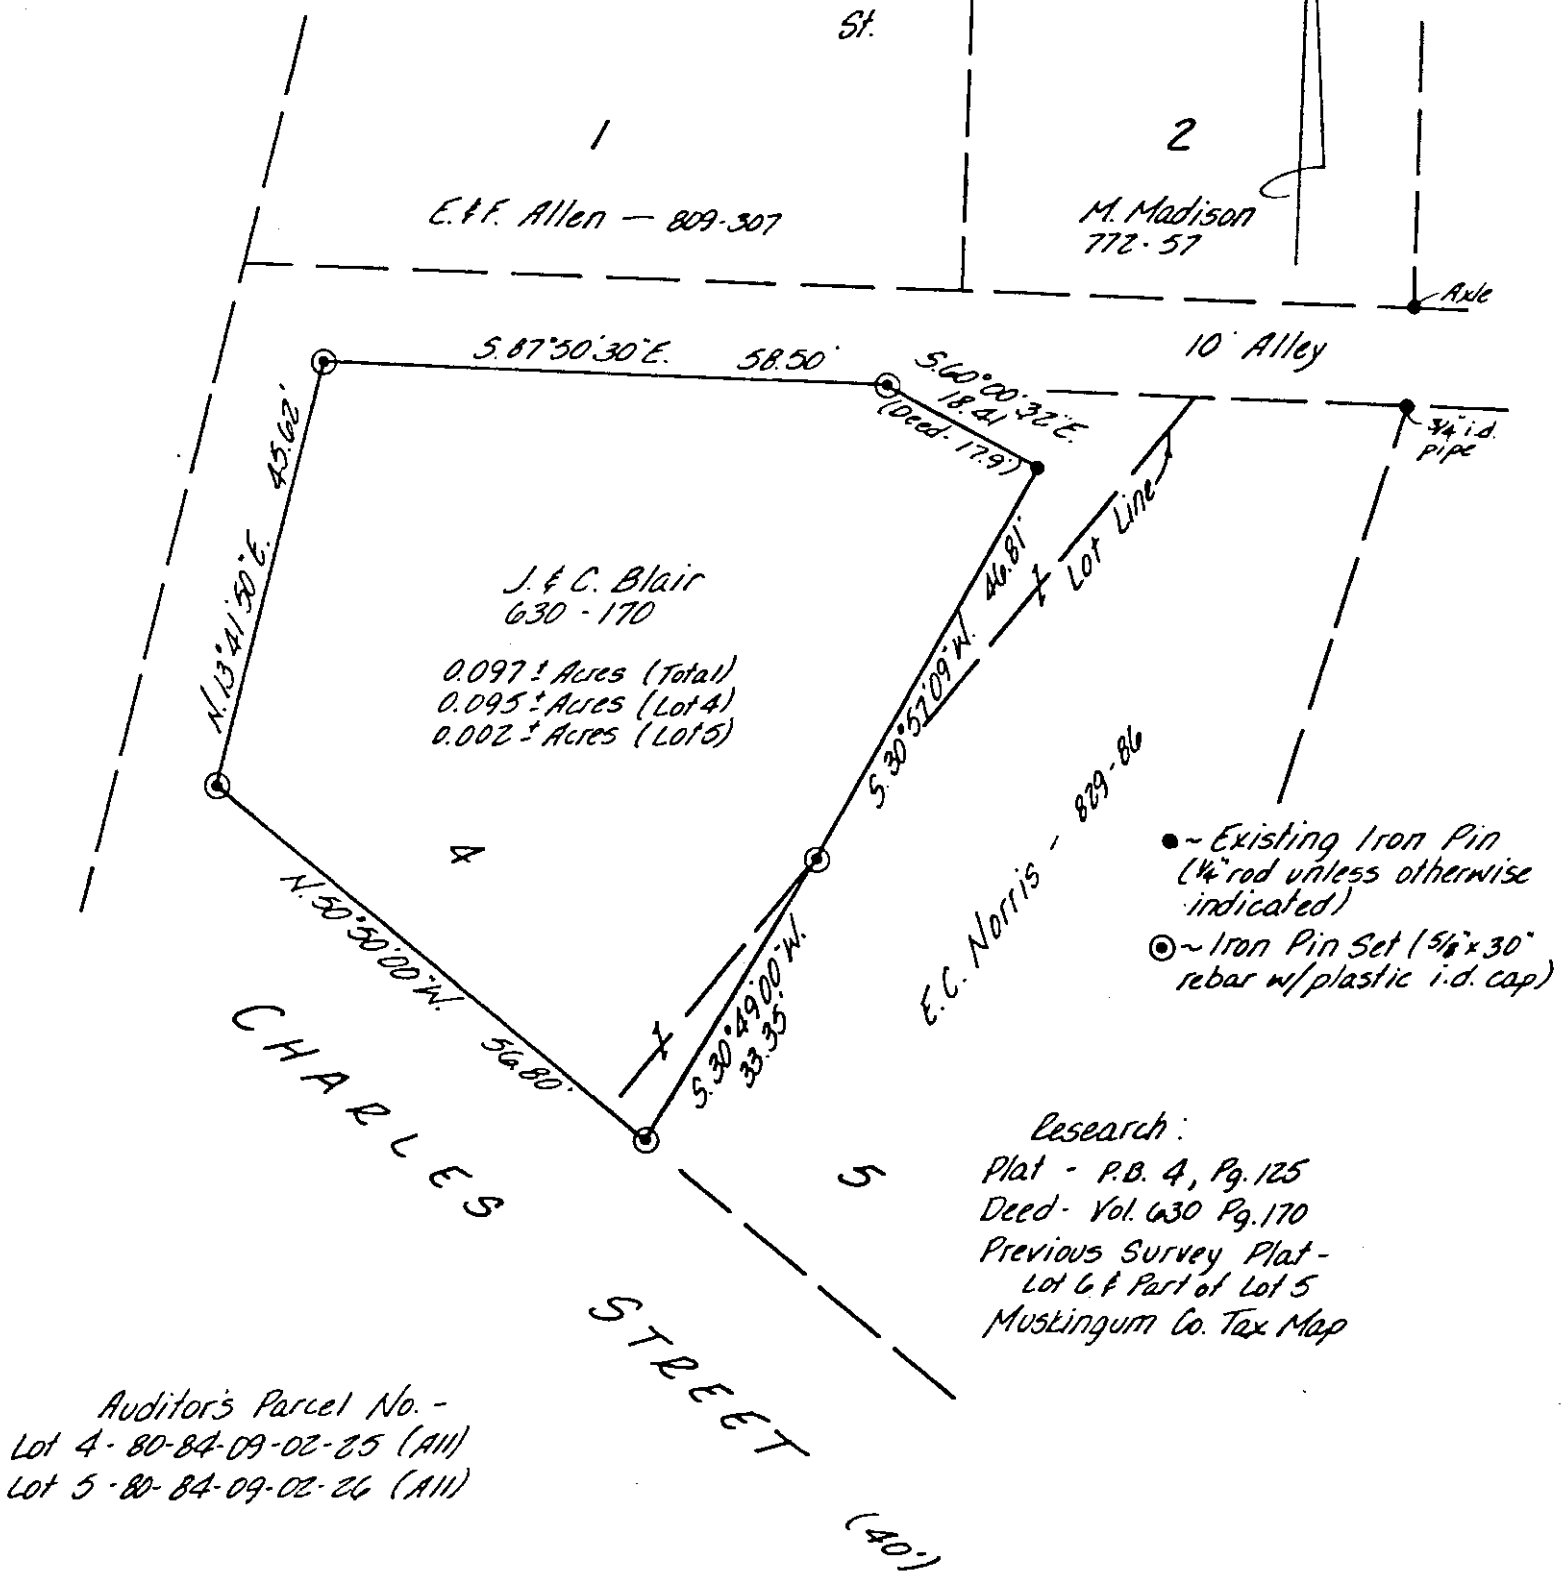 St.
1
2
E. & F. Allen — 809-307
M. Madison
772-57
Axle
10' Alley
S. 87°50'30"E. 58.50'
S. 60°00'32"E.
18.41
(Deed-17.9')
3/4" i.d.
pipe
N. 13°41'50"E. 45.62'
Lot Line
46.81'
S. 30°57'09"W.
J. & C. Blair
630-170
0.097± Acres (Total)
0.095± Acres (Lot 4)
0.002± Acres (Lot 5)
4
E.C. Norris - 829-86
~ Existing Iron Pin
(1/4" rod unless otherwise
indicated)
~ Iron Pin Set (5/8" x 30"
rebar w/plastic i.d. cap)
N. 50°50'00"W. 56.80'
S. 30°49'00"W.
33.35'
CHARLES STREET (40')
5
Research:
Plat - P.B. 4, Pg. 125
Deed - Vol. 630 Pg. 170
Previous Survey Plat -
Lot 6 & Part of Lot 5
Muskingum Co. Tax Map
Auditor's Parcel No. -
Lot 4 - 80-84-09-02-25 (All)
Lot 5 - 80-84-09-02-26 (All)